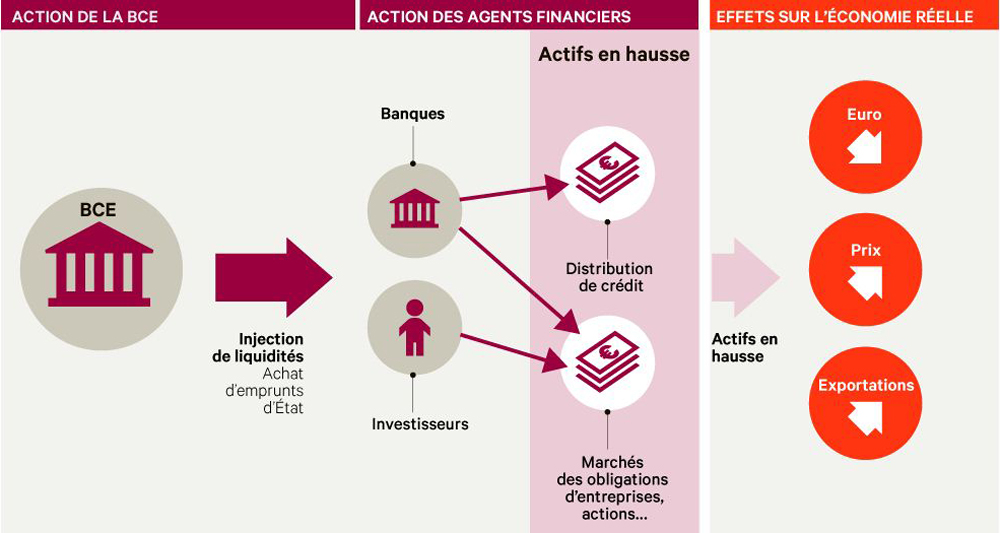 ACTION DE LA BCE
ACTION DES AGENTS FINANCIERS
EFFETS SUR L'ÉCONOMIE RÉELLE
Actifs en hausse
BCE
Injection
de liquidités
Achat
d'emprunts
d'État
Banques
Investisseurs
Distribution
de crédit
Marchés
des obligations
d'entreprises,
actions...
Actifs en
hausse
Euro
Prix
Exportations